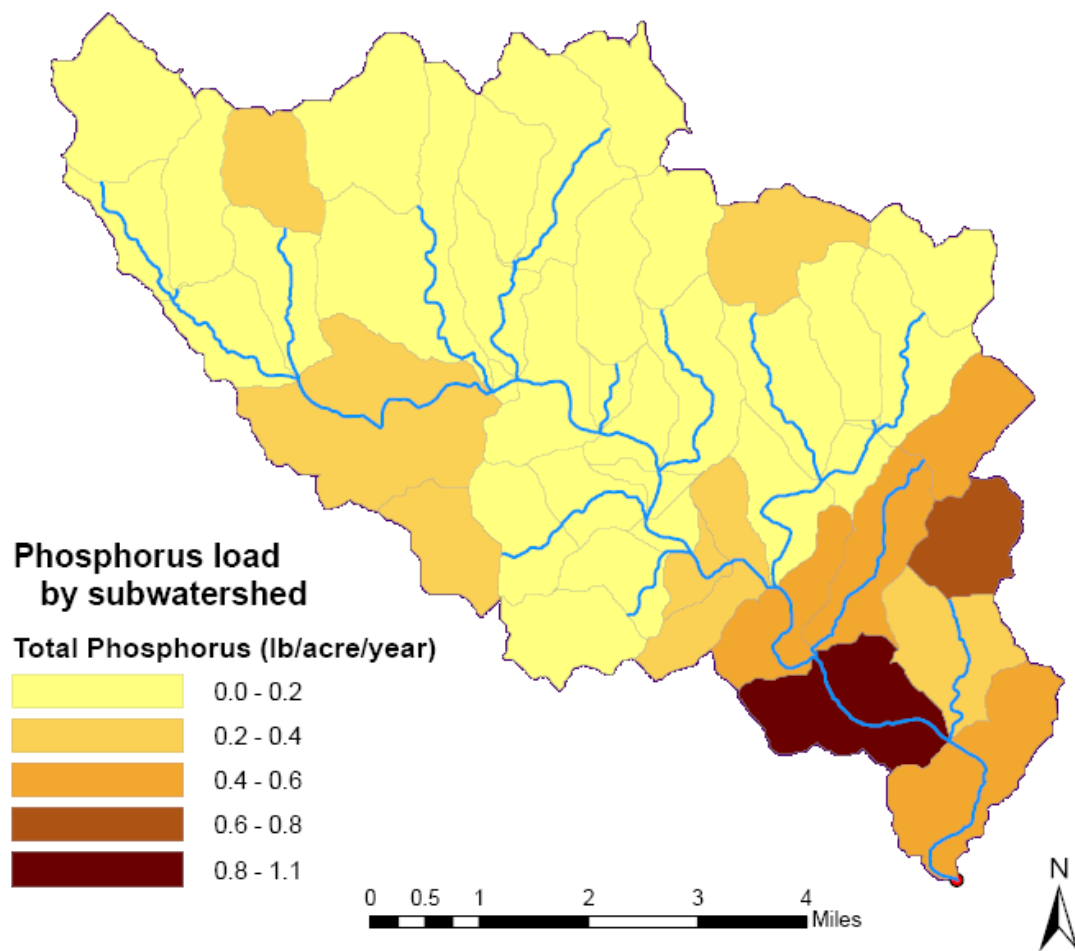 Phosphorus load
by subwatershed
Total Phosphorus (lb/acre/year)
0.0 - 0.2
0.2 - 0.4
0.4 - 0.6
0.6 - 0.8
0.8 - 1.1
0 0.5 1 2 3 4
Miles
N